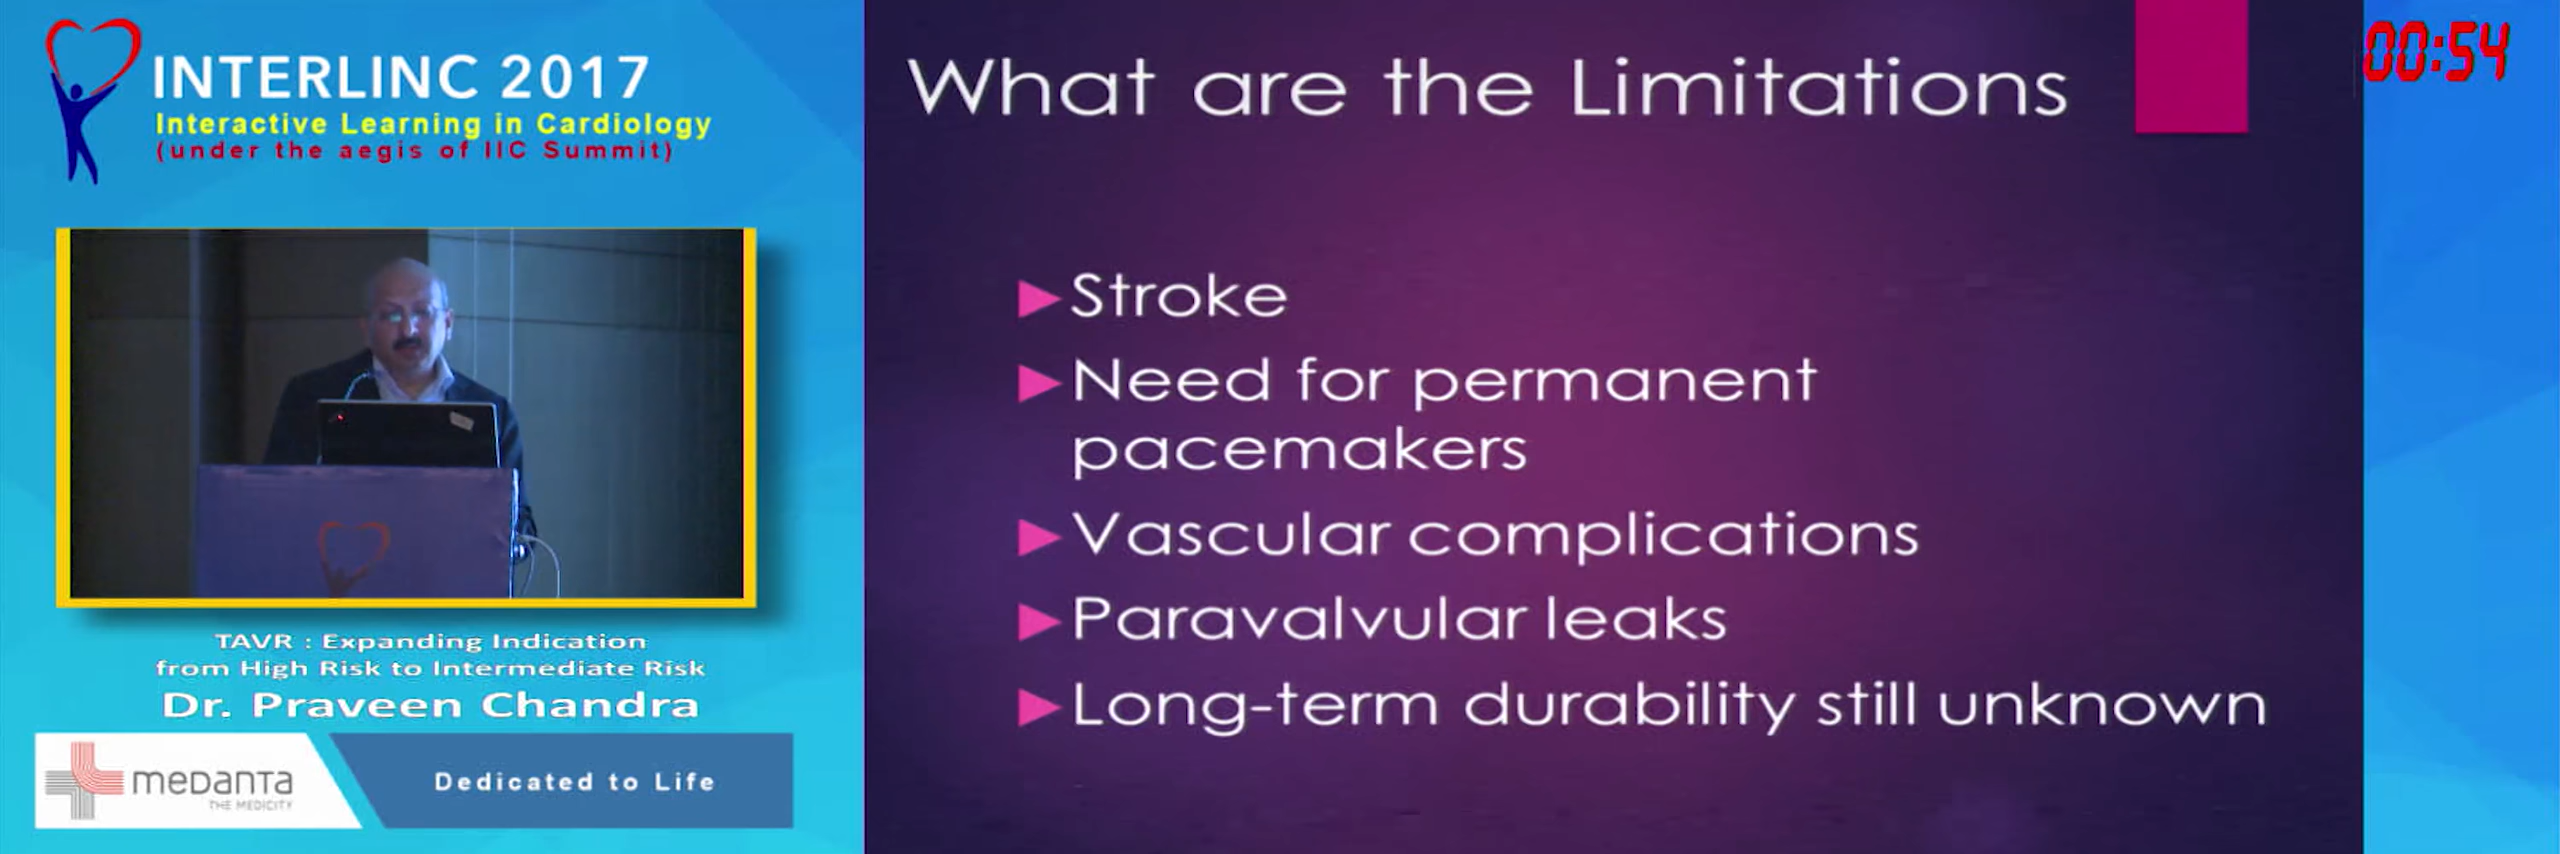 INTERLINC 2017
Interactive Learning in Cardiology
(under the aegis of IIC Summit)
TAVR : Expanding Indication
from High Risk to Intermediate Risk
Dr. Praveen Chandra
meDanta
THE MEDICITY
Dedicated to Life
What are the Limitations
Stroke
Need for permanent
pacemakers
Vascular complications
Paravalvular leaks
Long-term durability still unknown
00:54